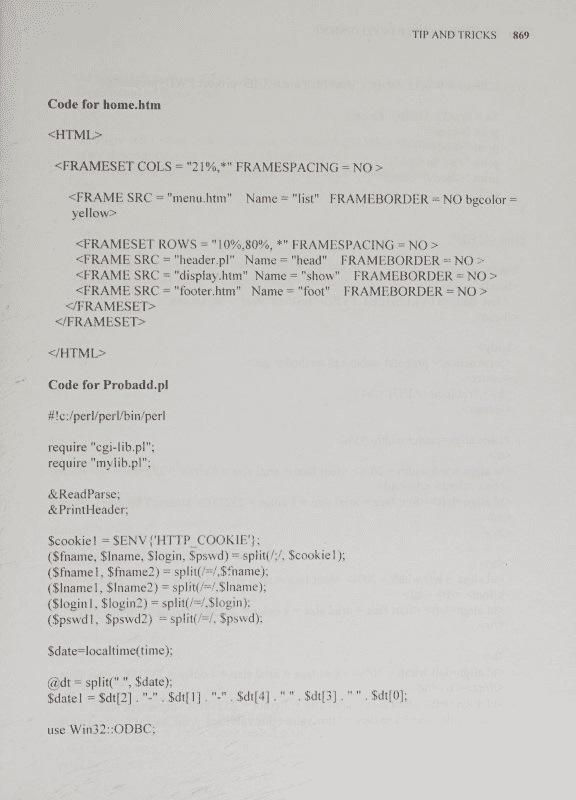 TIP AND TRICKS 869
Code for home.htm
<HTML>
<FRAMESET COLS = "21%,*" FRAMESPACING = NO >
<FRAME SRC = "menu.htm" Name = "list" FRAMEBORDER = NO bgcolor =
yellow>
<FRAMESET ROWS = "10%,80%, *" FRAMESPACING = NO >
<FRAME SRC = "header.pl" Name = "head" FRAMEBORDER = NO >
<FRAME SRC = "display.htm" Name = "show" FRAMEBORDER = NO >
<FRAME SRC = "footer.htm" Name = "foot" FRAMEBORDER = NO >
</FRAMESET>
</FRAMESET>
</HTML>
Code for Probadd.pl
#!c:/perl/perl/bin/perl
require "cgi-lib.pl";
require "mylib.pl";
&ReadParse;
&PrintHeader;
$cookie1 = $ENV{'HTTP_COOKIE'};
($fname, $lname, $login, $pswd) = split(/;/, $cookie1);
($fname1, $fname2) = split(/=/,$fname);
($lname1, $lname2) = split(/=/,$lname);
($login1, $login2) = split(/=/,$login);
($pswd1, $pswd2) = split(/=/, $pswd);
$date=localtime(time);
@dt = split(" ", $date);
$date1 = $dt[2] . "-" . $dt[1] . "-" . $dt[4] . " " . $dt[3] . " " . $dt[0];
use Win32::ODBC;